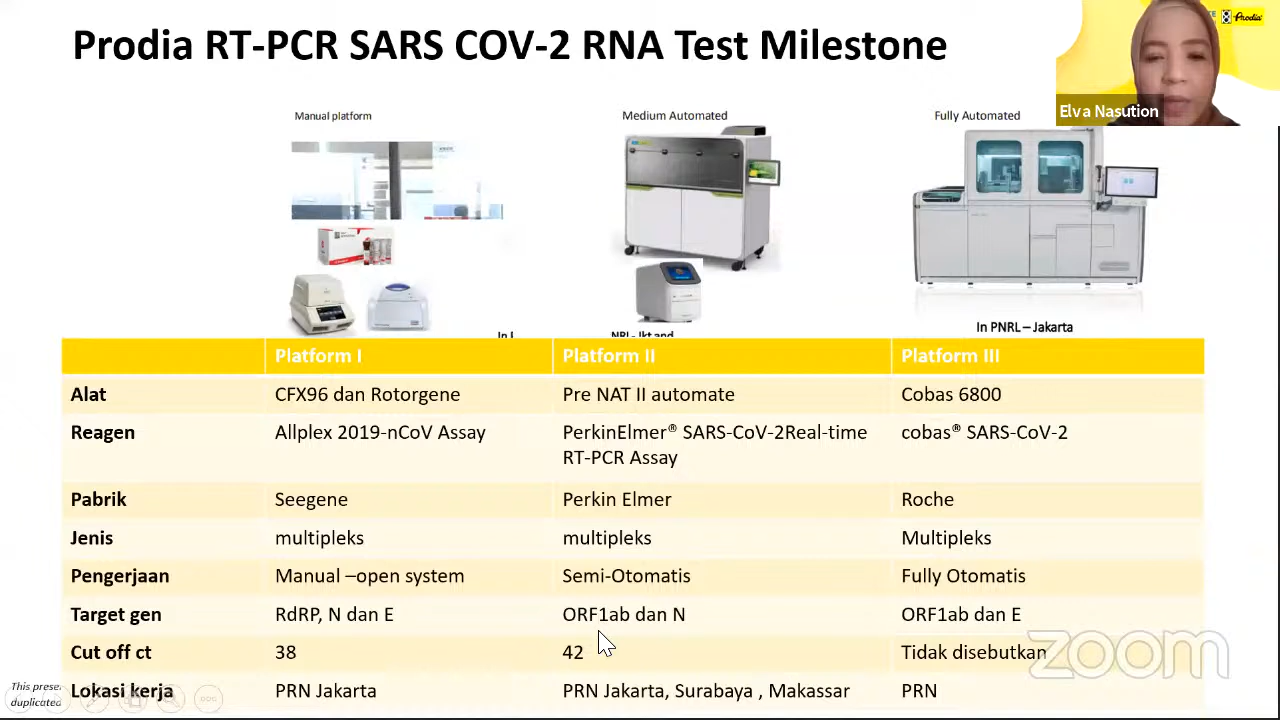 Prodia RT-PCR SARS COV-2 RNA Test Milestone
Prodia
Elva Nasution
Manual platform
Medium Automated
Fully Automated
In PNRL – Jakarta
Platform I Platform II Platform III
Alat CFX96 dan Rotorgene Pre NAT II automate Cobas 6800
Reagen Allplex 2019-nCoV Assay PerkinElmer® SARS-CoV-2Real-time cobas® SARS-CoV-2
RT-PCR Assay
Pabrik Seegene Perkin Elmer Roche
Jenis multipleks multipleks Multipleks
Pengerjaan Manual –open system Semi-Otomatis Fully Otomatis
Target gen RdRP, N dan E ORF1ab dan N ORF1ab dan E
Cut off ct 38 42 Tidak disebutkan
Lokasi kerja PRN Jakarta PRN Jakarta, Surabaya , Makassar PRN
zoom
This prese
duplicated